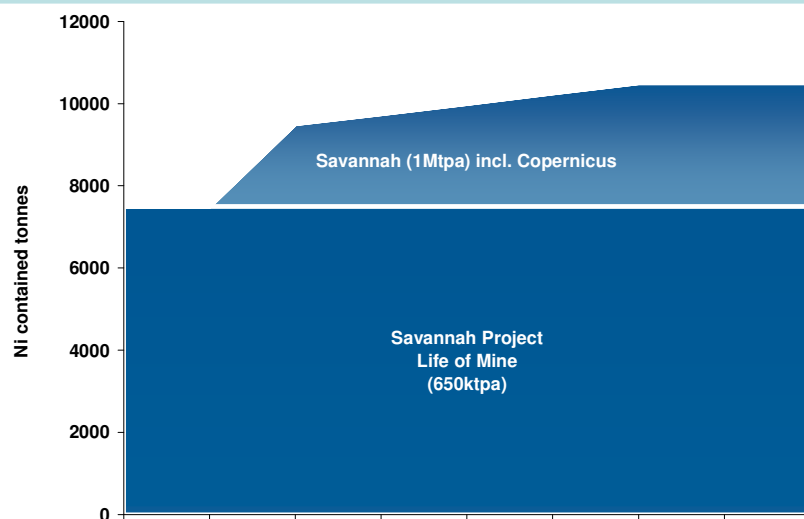 12000
10000
8000
6000
4000
2000
0
Ni contained tonnes
Savannah (1Mtpa) incl. Copernicus
Savannah Project
Life of Mine
(650ktpa)